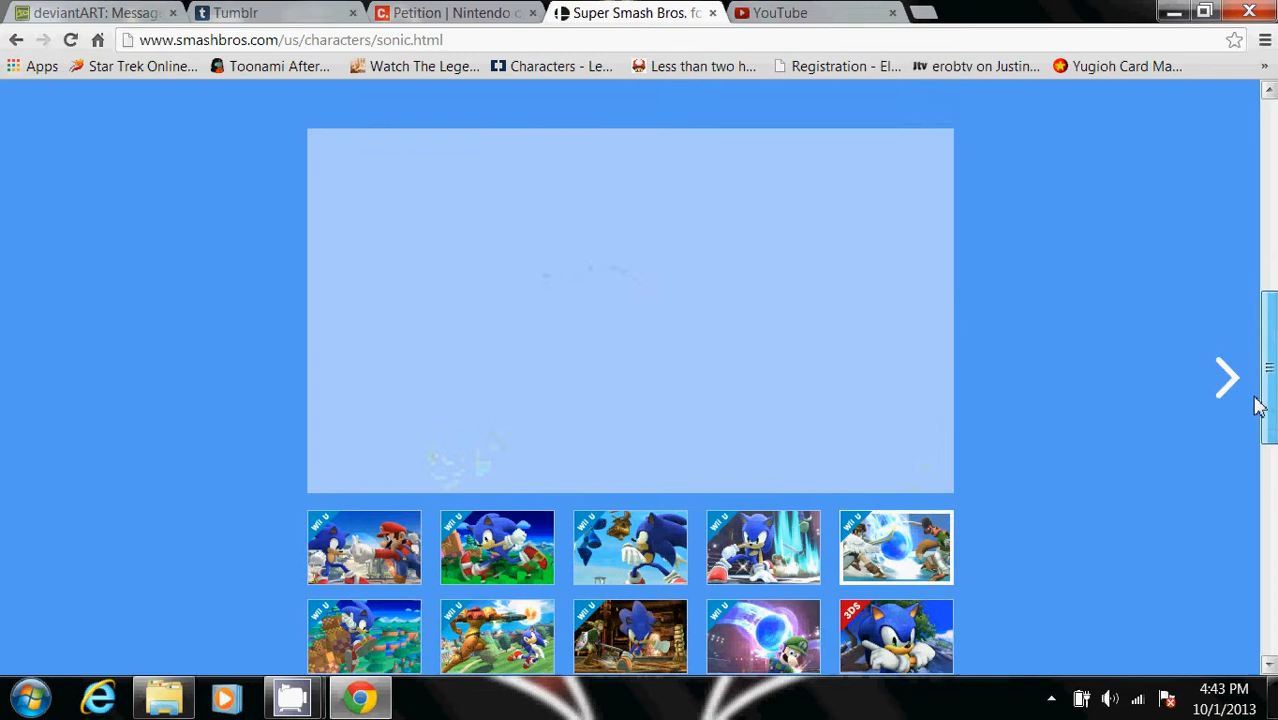 deviantART: Messag
Tumblr
Petition | Nintendo o
Super Smash Bros. fo
YouTube
www.smashbros.com/us/characters/sonic.html
Apps
Star Trek Online...
Toonami After...
Watch The Lege...
Characters - Le...
Less than two h...
Registration - El...
jtv erobtv on Justin...
Yugioh Card Ma...
Wii U
Wii U
Wii U
Wii U
Wii U
Wii U
Wii U
Wii U
Wii U
3DS
4:43 PM
10/1/2013